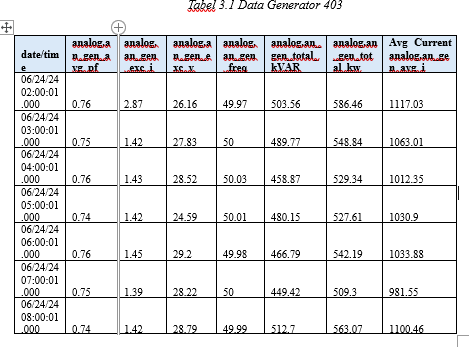 Tabel 3.1 Data Generator 403
date/time analog.an_gen_avg_pf analog.an_gen_exc_i analog.an_gen_exc_v analog.an_gen_freq analog.an_gen_total_kVAR analog.an_gen_total_kw Avg Current analog.an_gen_avg_i
06/24/24 02:00:01.000 0.76 2.87 26.16 49.97 503.56 586.46 1117.03
06/24/24 03:00:01.000 0.75 1.42 27.83 50 489.77 548.84 1063.01
06/24/24 04:00:01.000 0.76 1.43 28.52 50.03 458.87 529.34 1012.35
06/24/24 05:00:01.000 0.74 1.42 24.59 50.01 480.15 527.61 1030.9
06/24/24 06:00:01.000 0.76 1.45 29.2 49.98 466.79 542.19 1033.88
06/24/24 07:00:01.000 0.75 1.39 28.22 50 449.42 509.3 981.55
06/24/24 08:00:01.000 0.74 1.42 28.79 49.99 512.7 563.07 1100.46